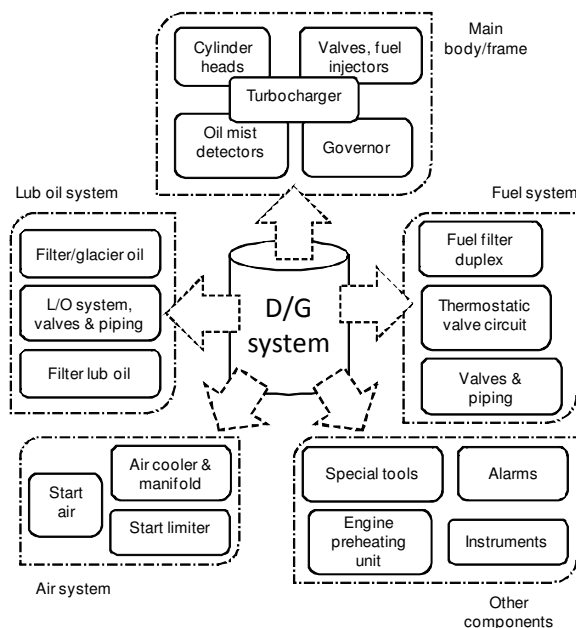 Main
body/frame
Cylinder
heads
Valves, fuel
injectors
Turbocharger
Oil mist
detectors
Governor
Lub oil system
Filter/glacier oil
L/O system,
valves & piping
Filter lub oil
D/G
system
Fuel system
Fuel filter
duplex
Thermostatic
valve circuit
Valves &
piping
Start
air
Air cooler &
manifold
Start limiter
Air system
Special tools
Alarms
Engine
preheating
unit
Instruments
Other
components